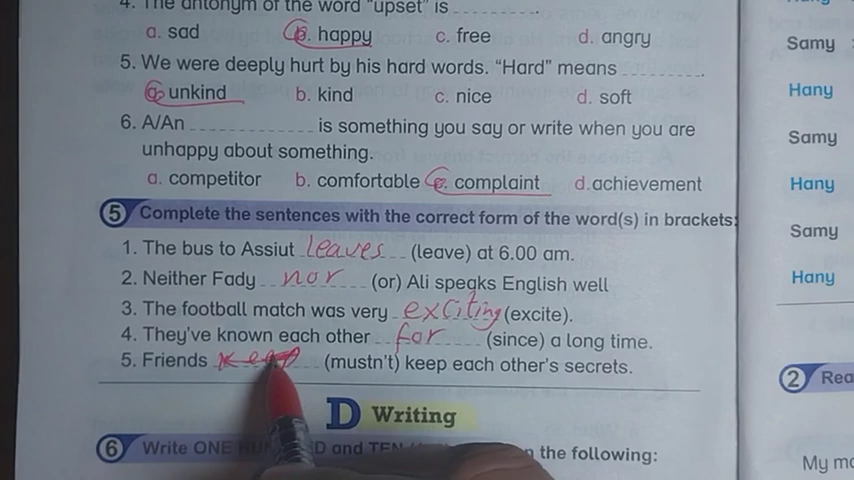 4. The antonym of the word "upset" is
a. sad b. happy c. free d. angry
5. We were deeply hurt by his hard words. "Hard" means
a. unkind b. kind c. nice d. soft
6. A/An is something you say or write when you are
unhappy about something.
a. competitor b. comfortable c. complaint d. achievement
5 Complete the sentences with the correct form of the word(s) in brackets:
1. The bus to Assiut leaves (leave) at 6.00 am.
2. Neither Fady nor (or) Ali speaks English well
3. The football match was very exciting (excite).
4. They've known each other for (since) a long time.
5. Friends (mustn't) keep each other's secrets.
D Writing
6 Write ONE and the following:
Samy
Hany
Samy
Hany
Samy
Hany
2 Rea
My